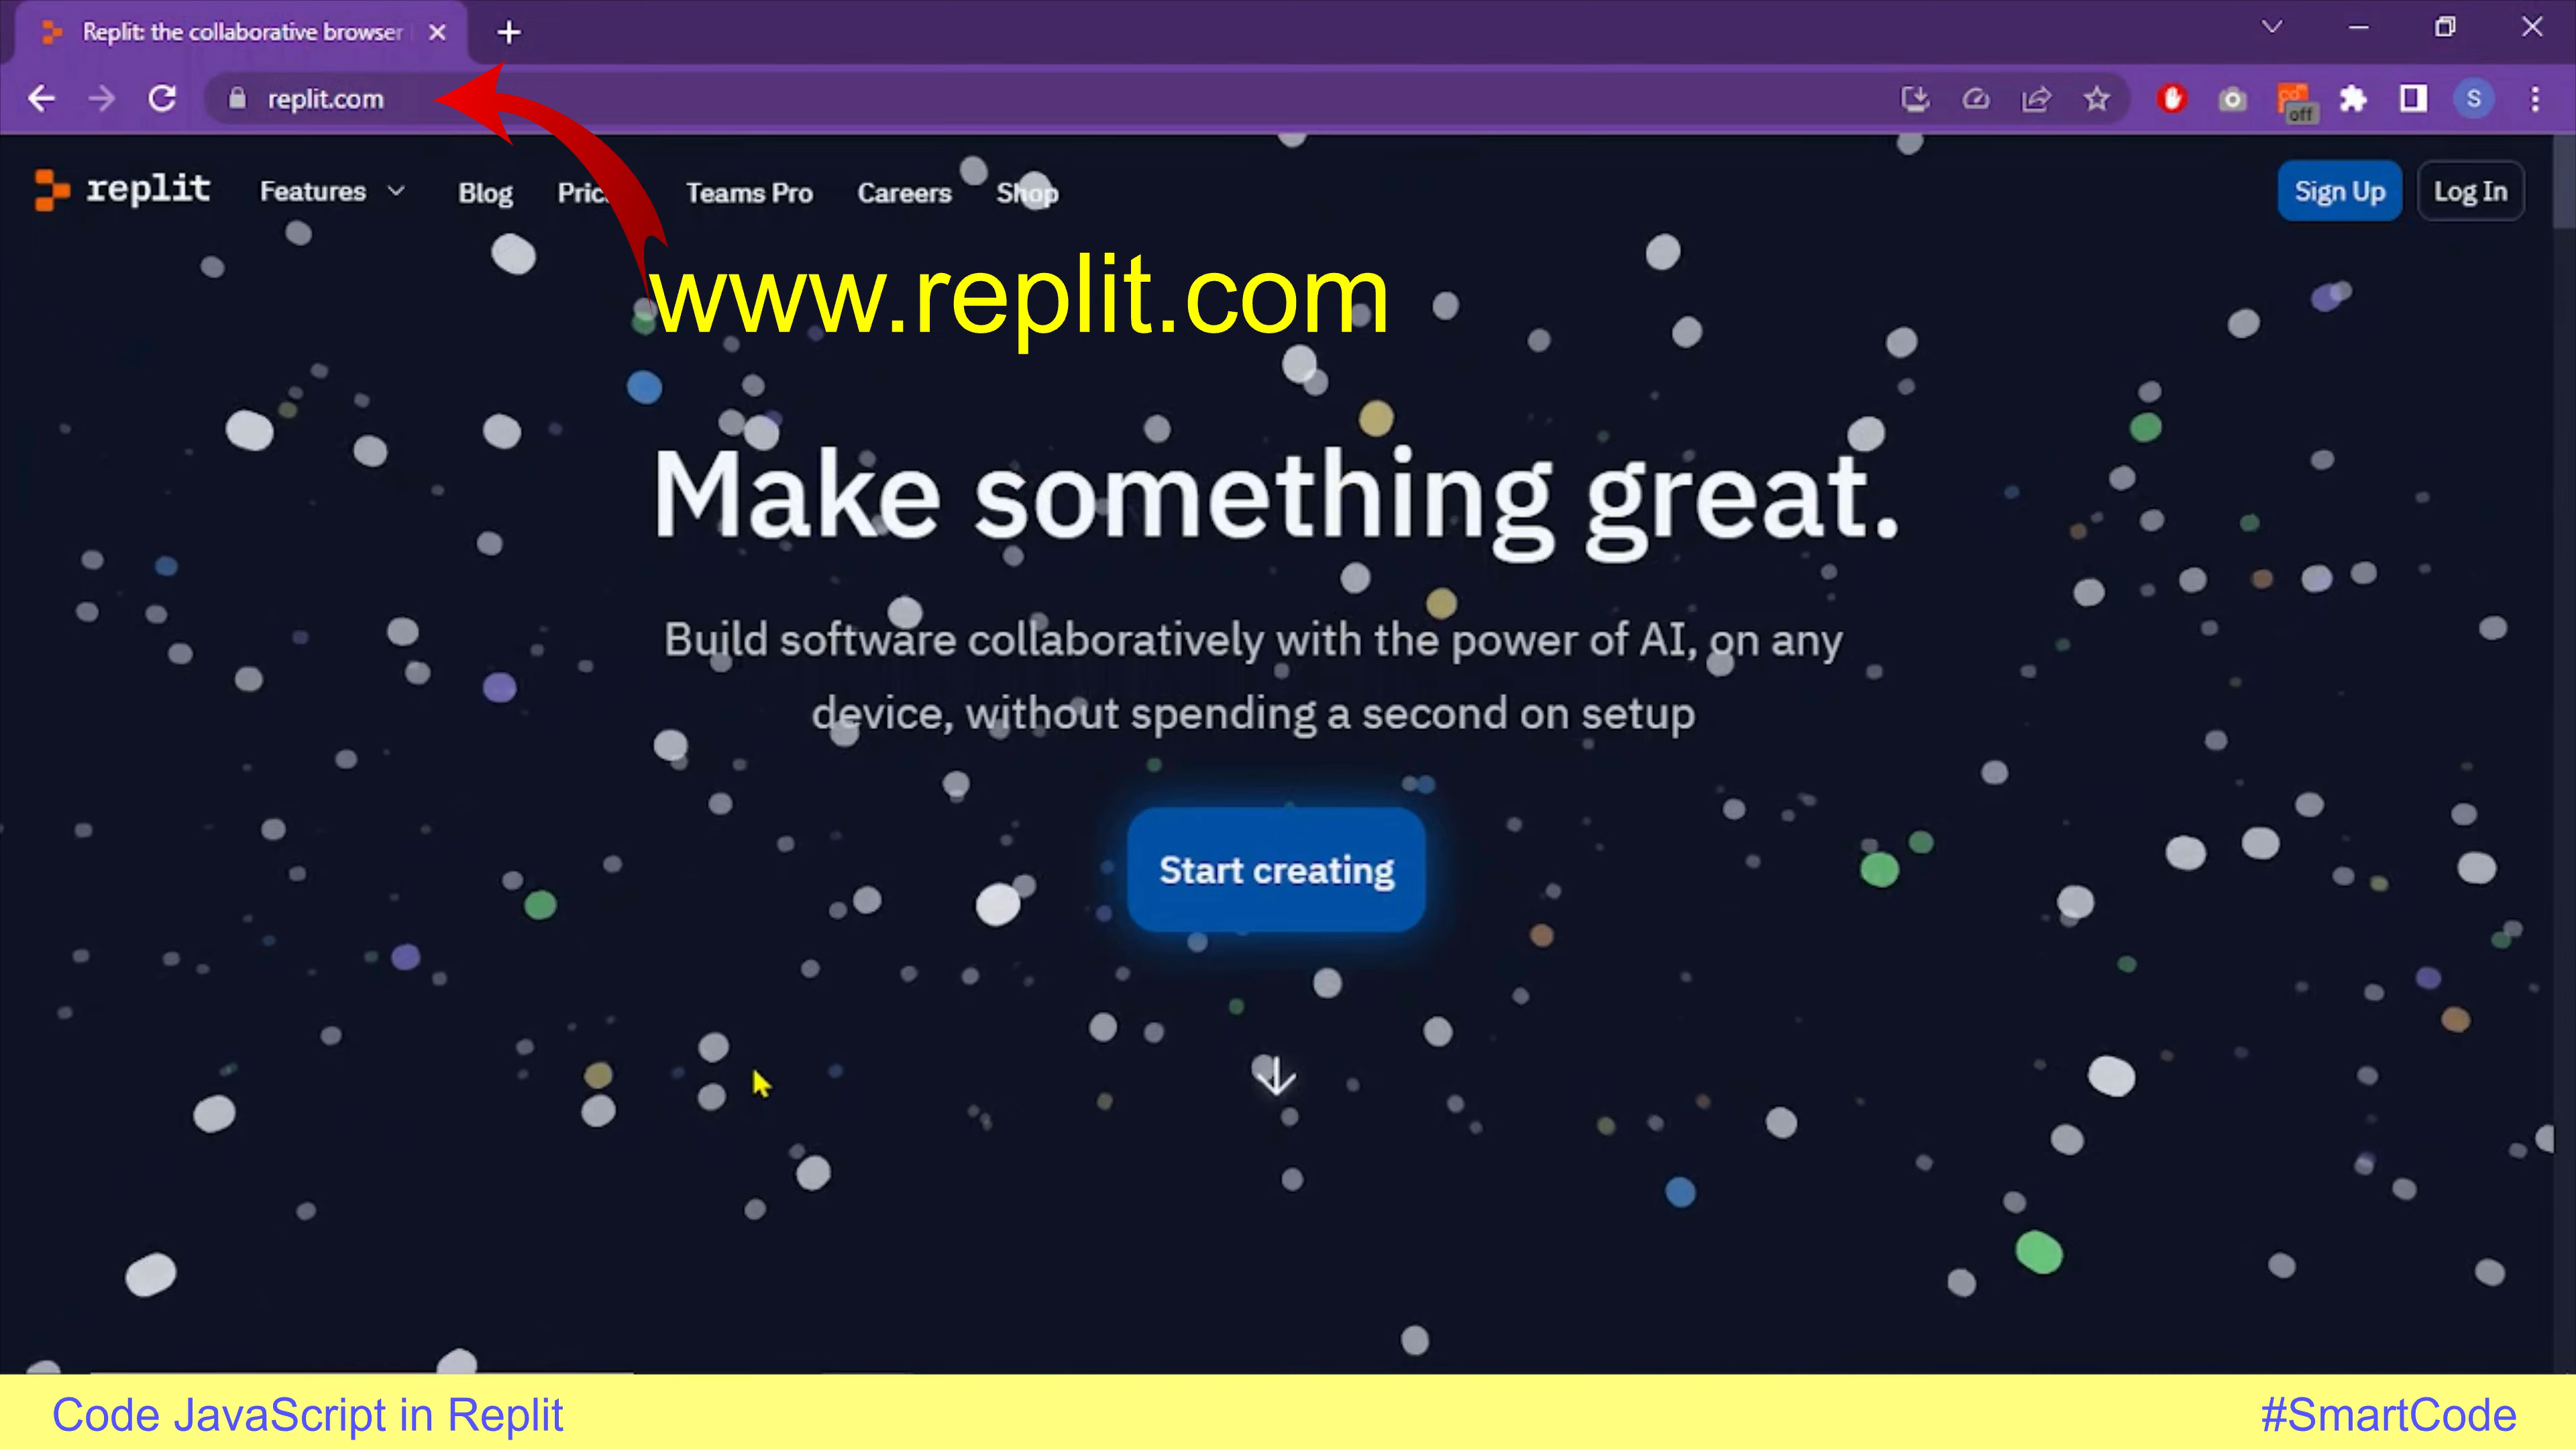 Replit: the collaborative browser
replit.com
off
S
replit
Features
Blog
Teams Pro
Careers
Shop
Sign Up
Log In
www.replit.com
Make something great.
Build software collaboratively with the power of AI, on any
device, without spending a second on setup
Start creating
Code JavaScript in Replit
#SmartCode